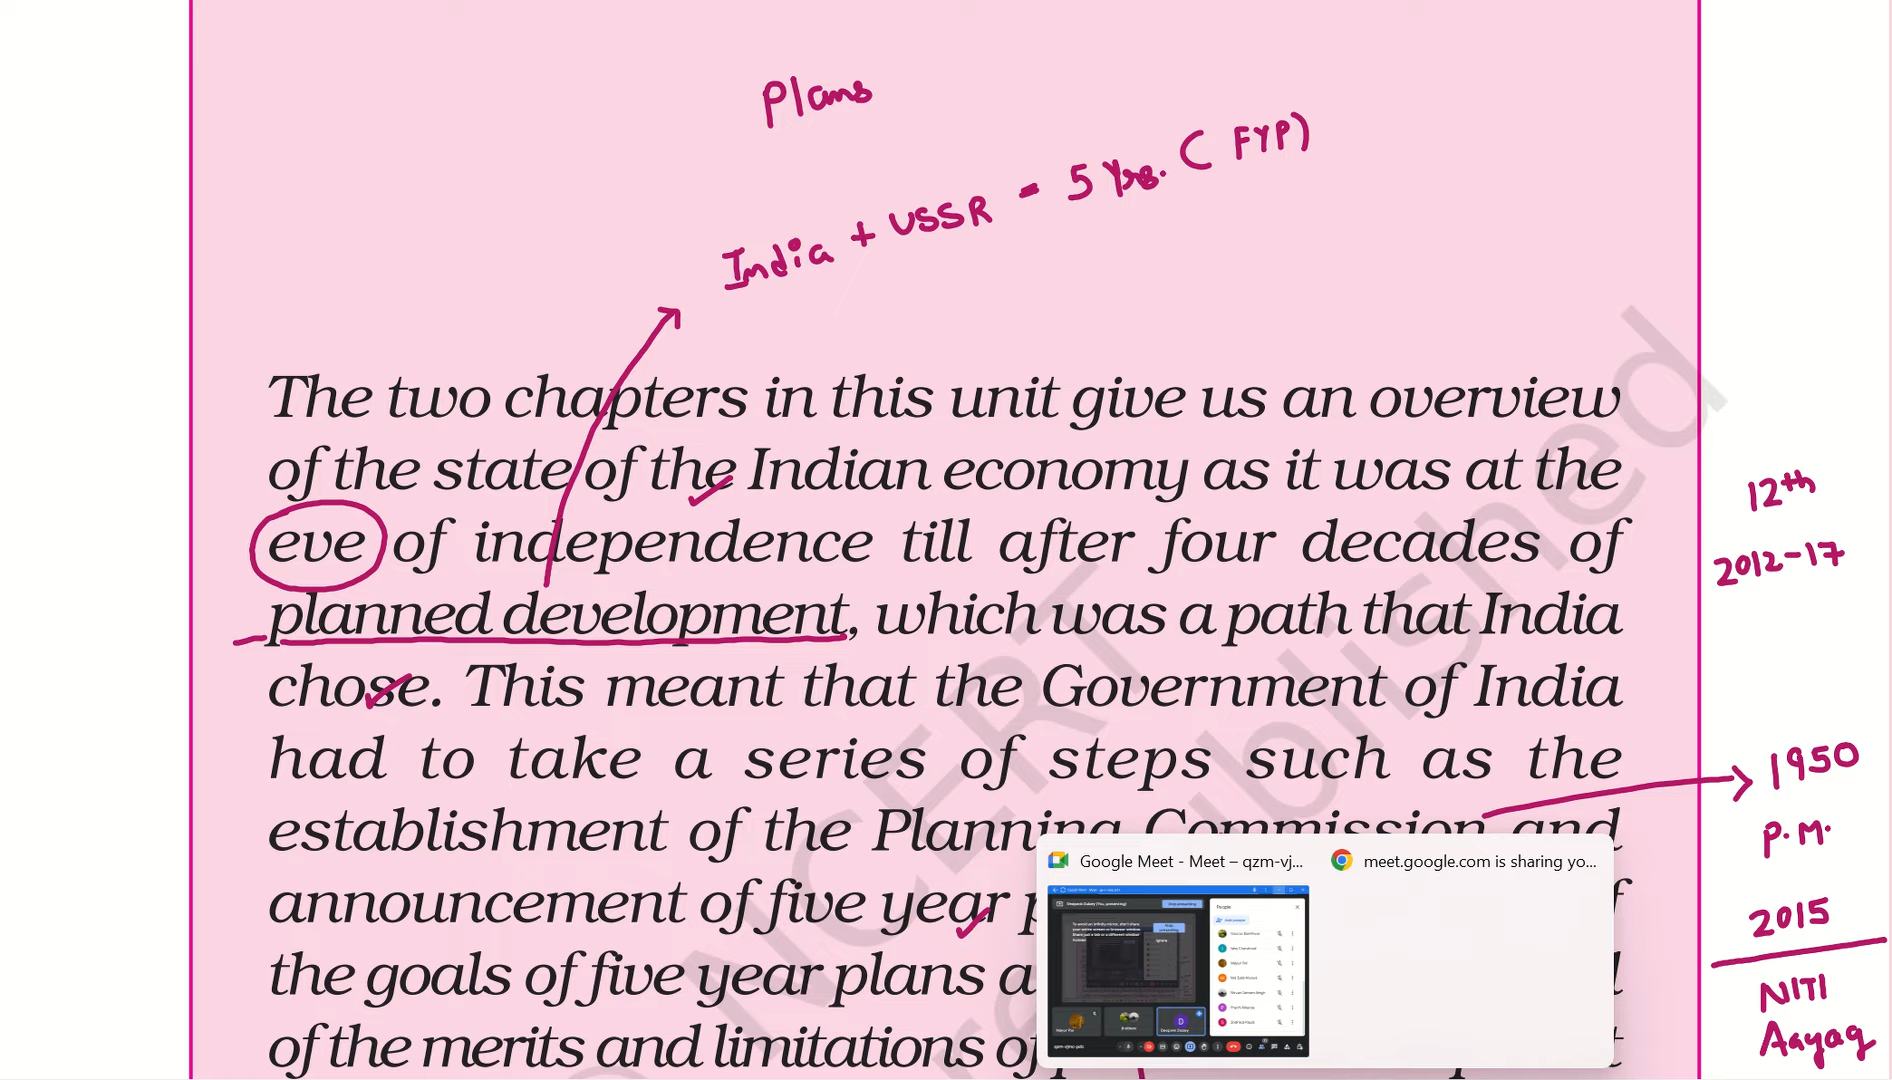 Plans
India + USSR - 5 Yrs. ( FYP)
The two chapters in this unit give us an overview
of the state of the Indian economy as it was at the
eve of independence till after four decades of
planned development, which was a path that India
chose. This meant that the Government of India
had to take a series of steps such as the
establishment of the Planning Commission and
announcement of five year
the goals of five year plans
of the merits and limitations of
12th
2012-17
1950
P.M.
2015
NITI
Aayaq
Google Meet - Meet – qzm-vj...
meet.google.com is sharing yo...
People
NCERT